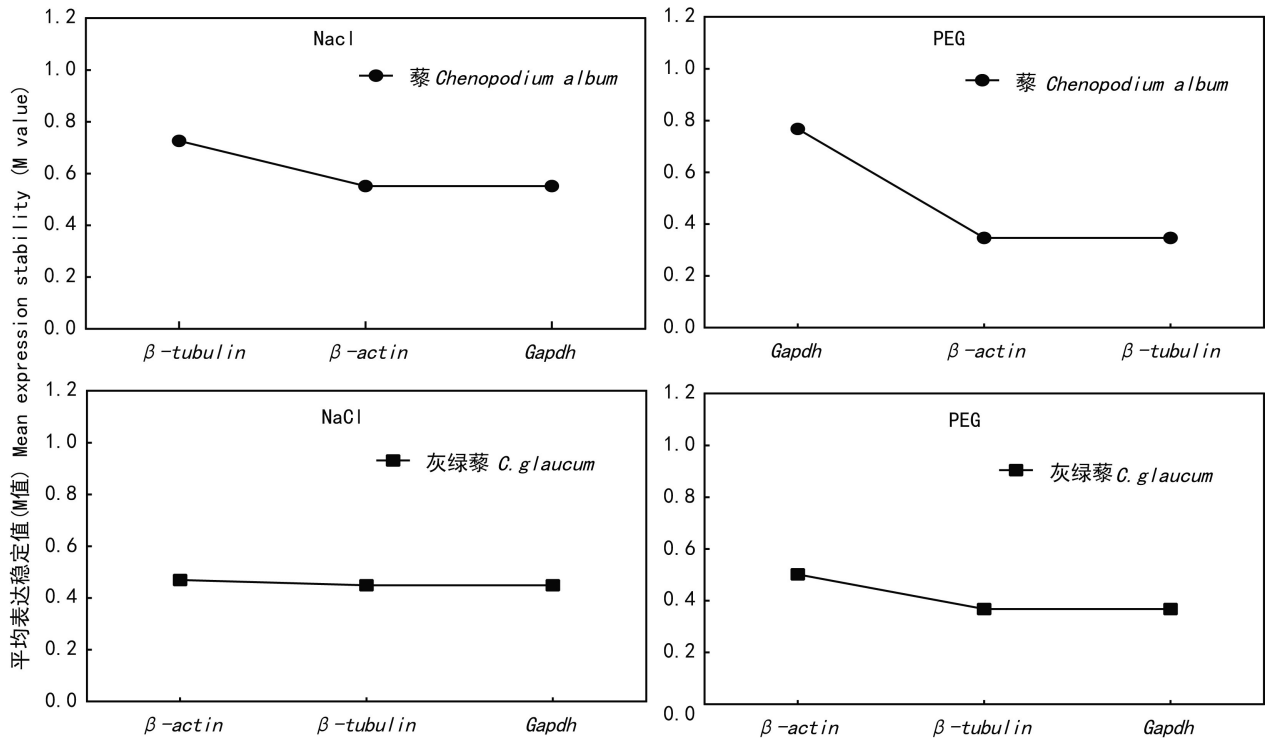 平均表达稳定值(M值) Mean expression stability (M value)
1.2
1.0
0.8
0.6
0.4
0.2
0.0
Nacl
藜 Chenopodium album
β-tubulin β-actin Gapdh
1.2
1.0
0.8
0.6
0.4
0.2
0.0
PEG
藜 Chenopodium album
Gapdh β-actin β-tubulin
1.2
1.0
0.8
0.6
0.4
0.2
0.0
NaCl
灰绿藜 C.glaucum
β-actin β-tubulin Gapdh
1.2
1.0
0.8
0.6
0.4
0.2
0.0
PEG
灰绿藜 C.glaucum
β-actin β-tubulin Gapdh